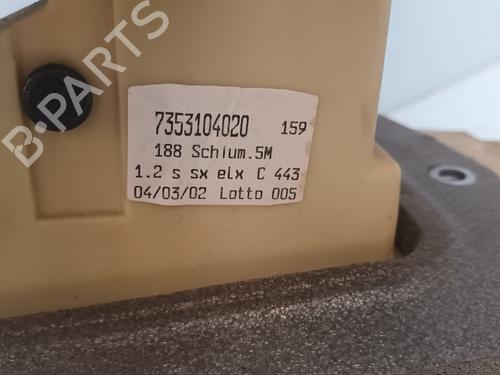 B-PARTS
7353104020 159
188 Schium.5M
1.2 s sx elx C 443
04/03/02 Lotto 005